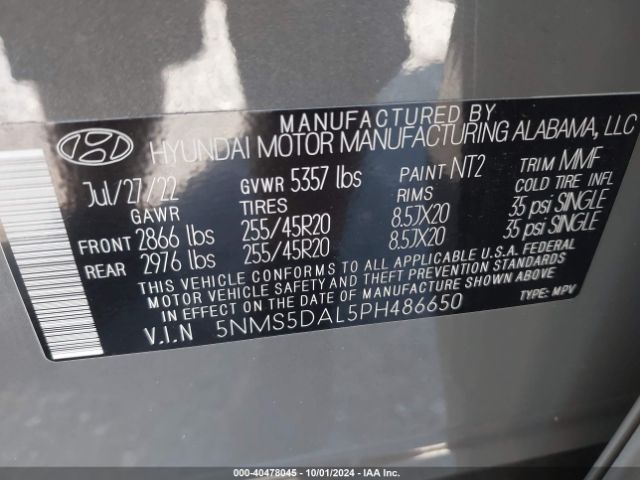 MANUFACTURED BY
HYUNDAI MOTOR MANUFACTURING ALABAMA, LLC
Jul/27/22 GVWR 5357 lbs PAINT NT2 TRIM MMF
GAWR TIRES RIMS COLD TIRE INFL
FRONT 2866 lbs 255/45R20 8.5JX20 35 psi SINGLE
REAR 2976 lbs 255/45R20 8.5JX20 35 psi SINGLE
THIS VEHICLE CONFORMS TO ALL APPLICABLE U.S.A. FEDERAL
MOTOR VEHICLE SAFETY AND THEFT PREVENTION STANDARDS
IN EFFECT ON THE DATE OF MANUFACTURE SHOWN ABOVE
V.I.N 5NMS5DAL5PH486650 TYPE: MPV
000-40478045 - 10/01/2024 - IAA Inc.